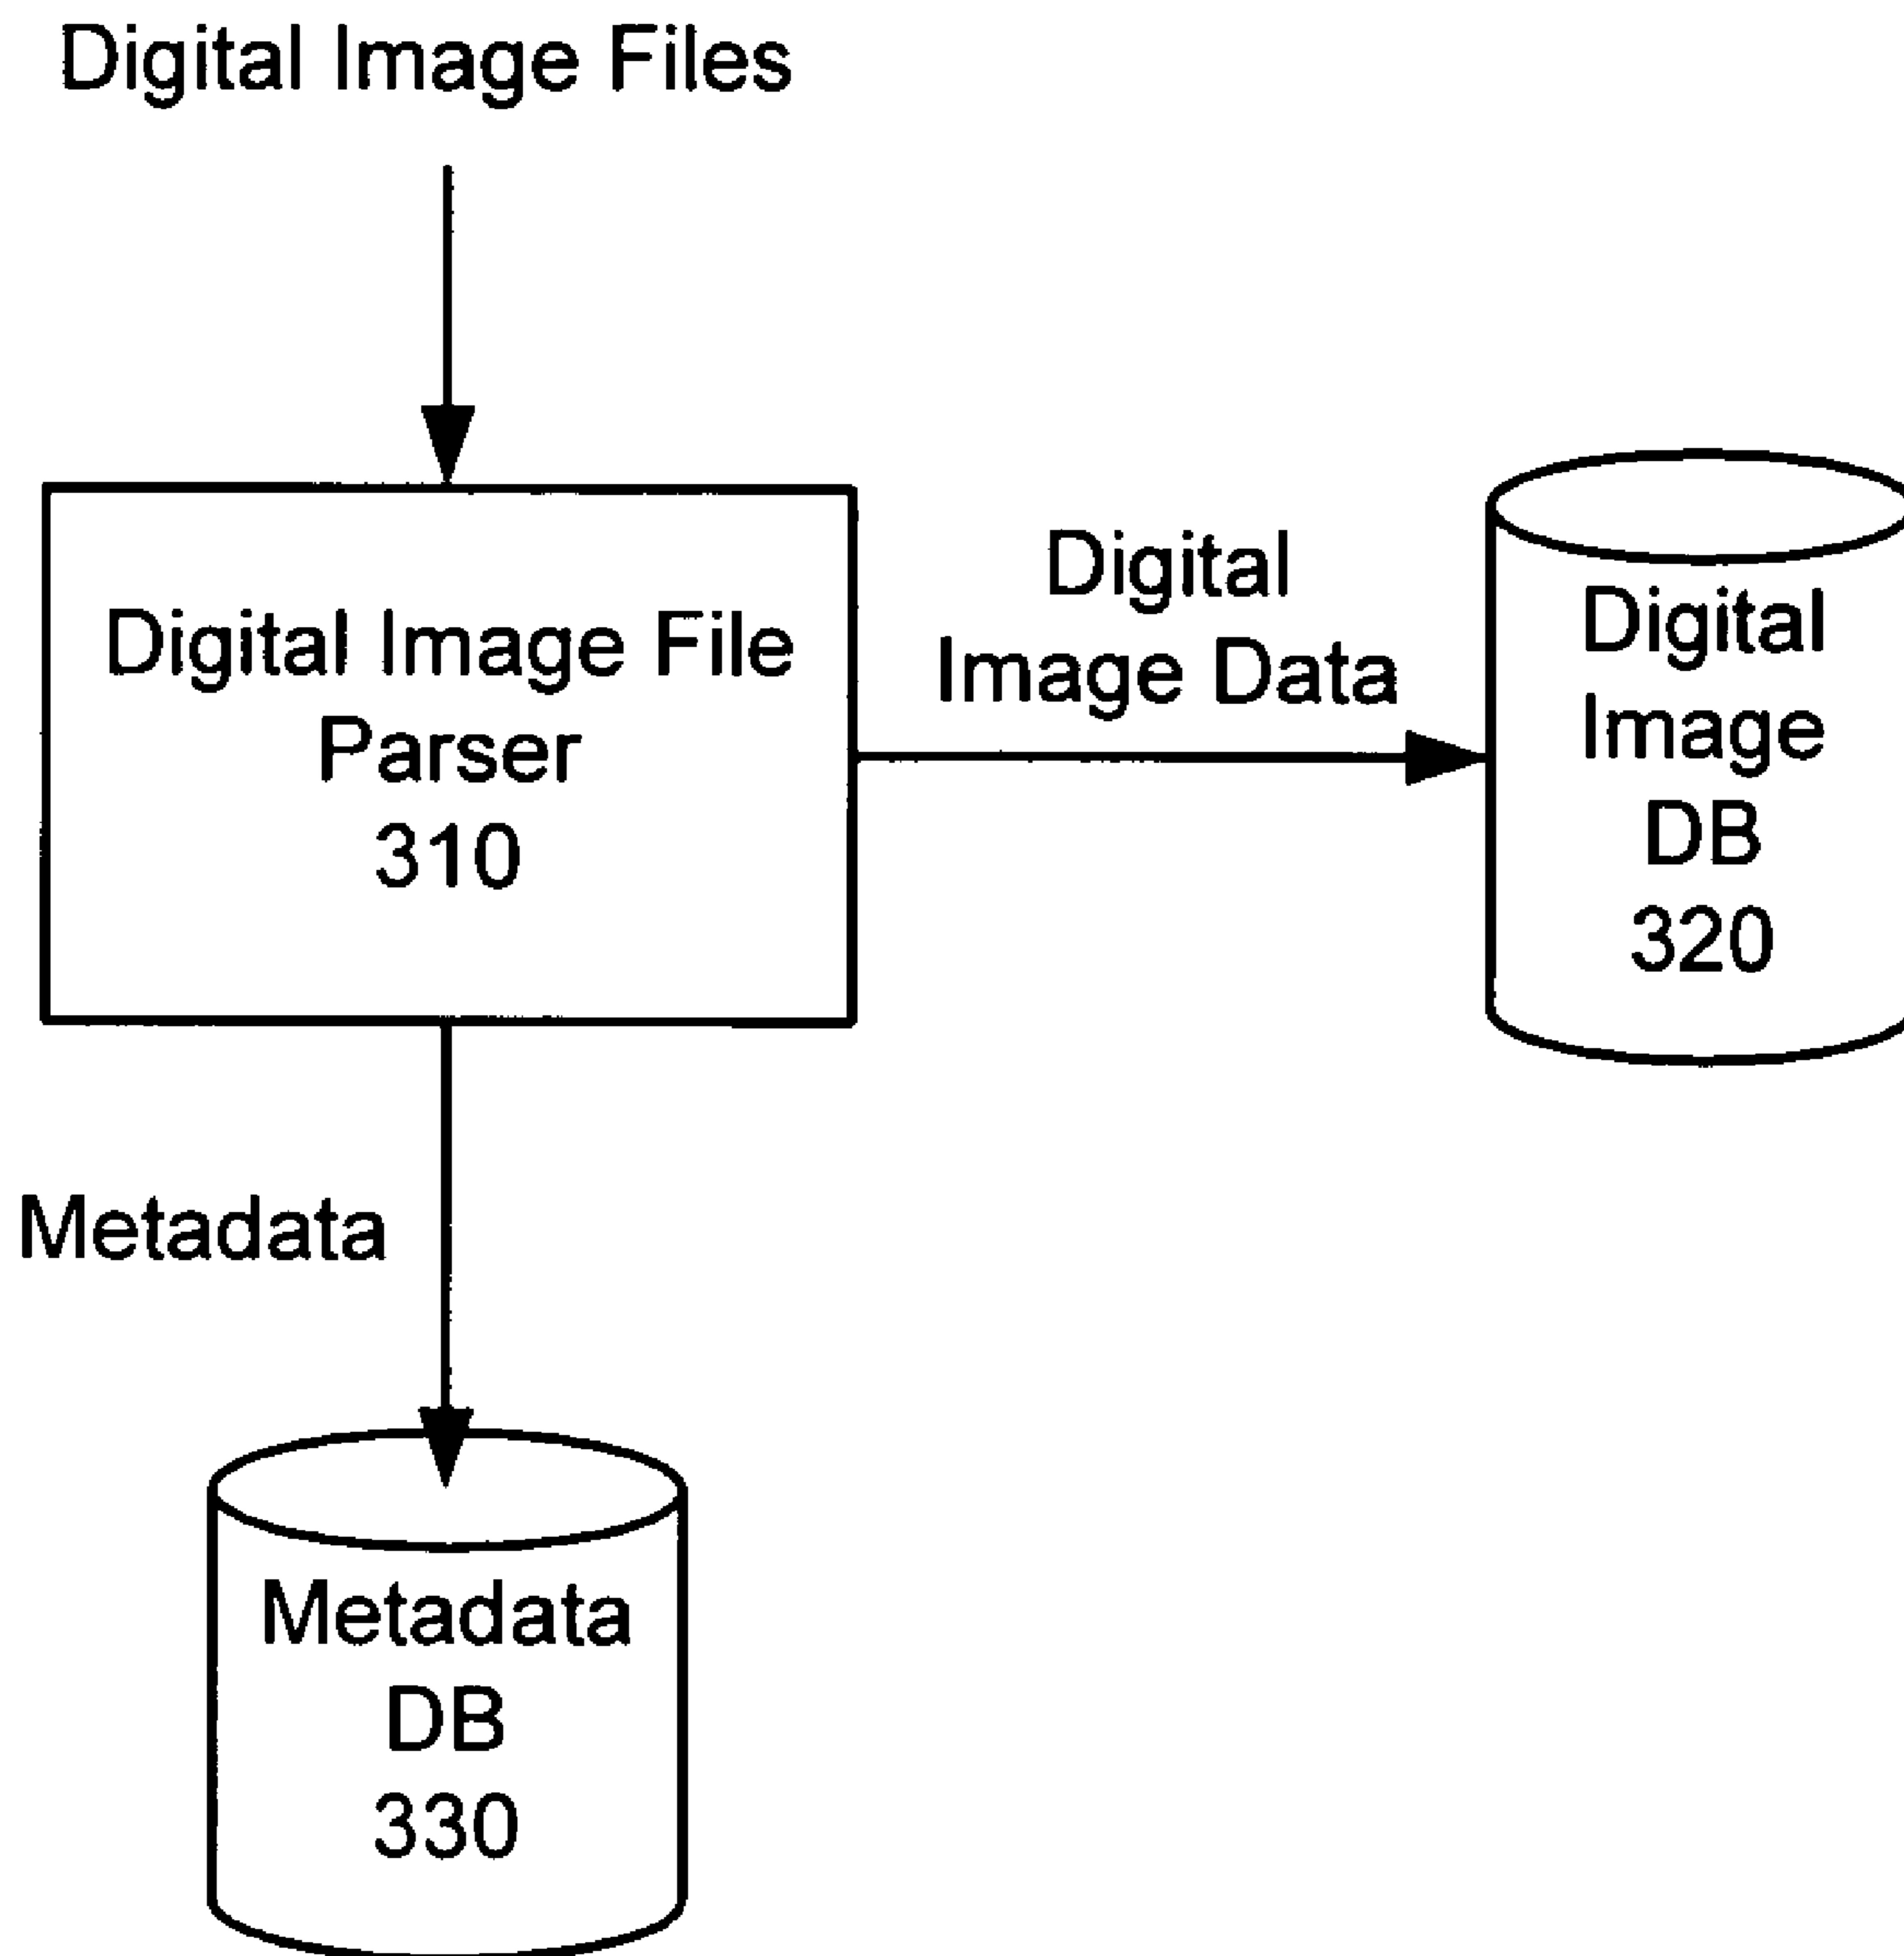 Digital Image Files
Digital Image File
Parser
310
Digital
Image Data
Digital
Image
DB
320
Metadata
Metadata
DB
330